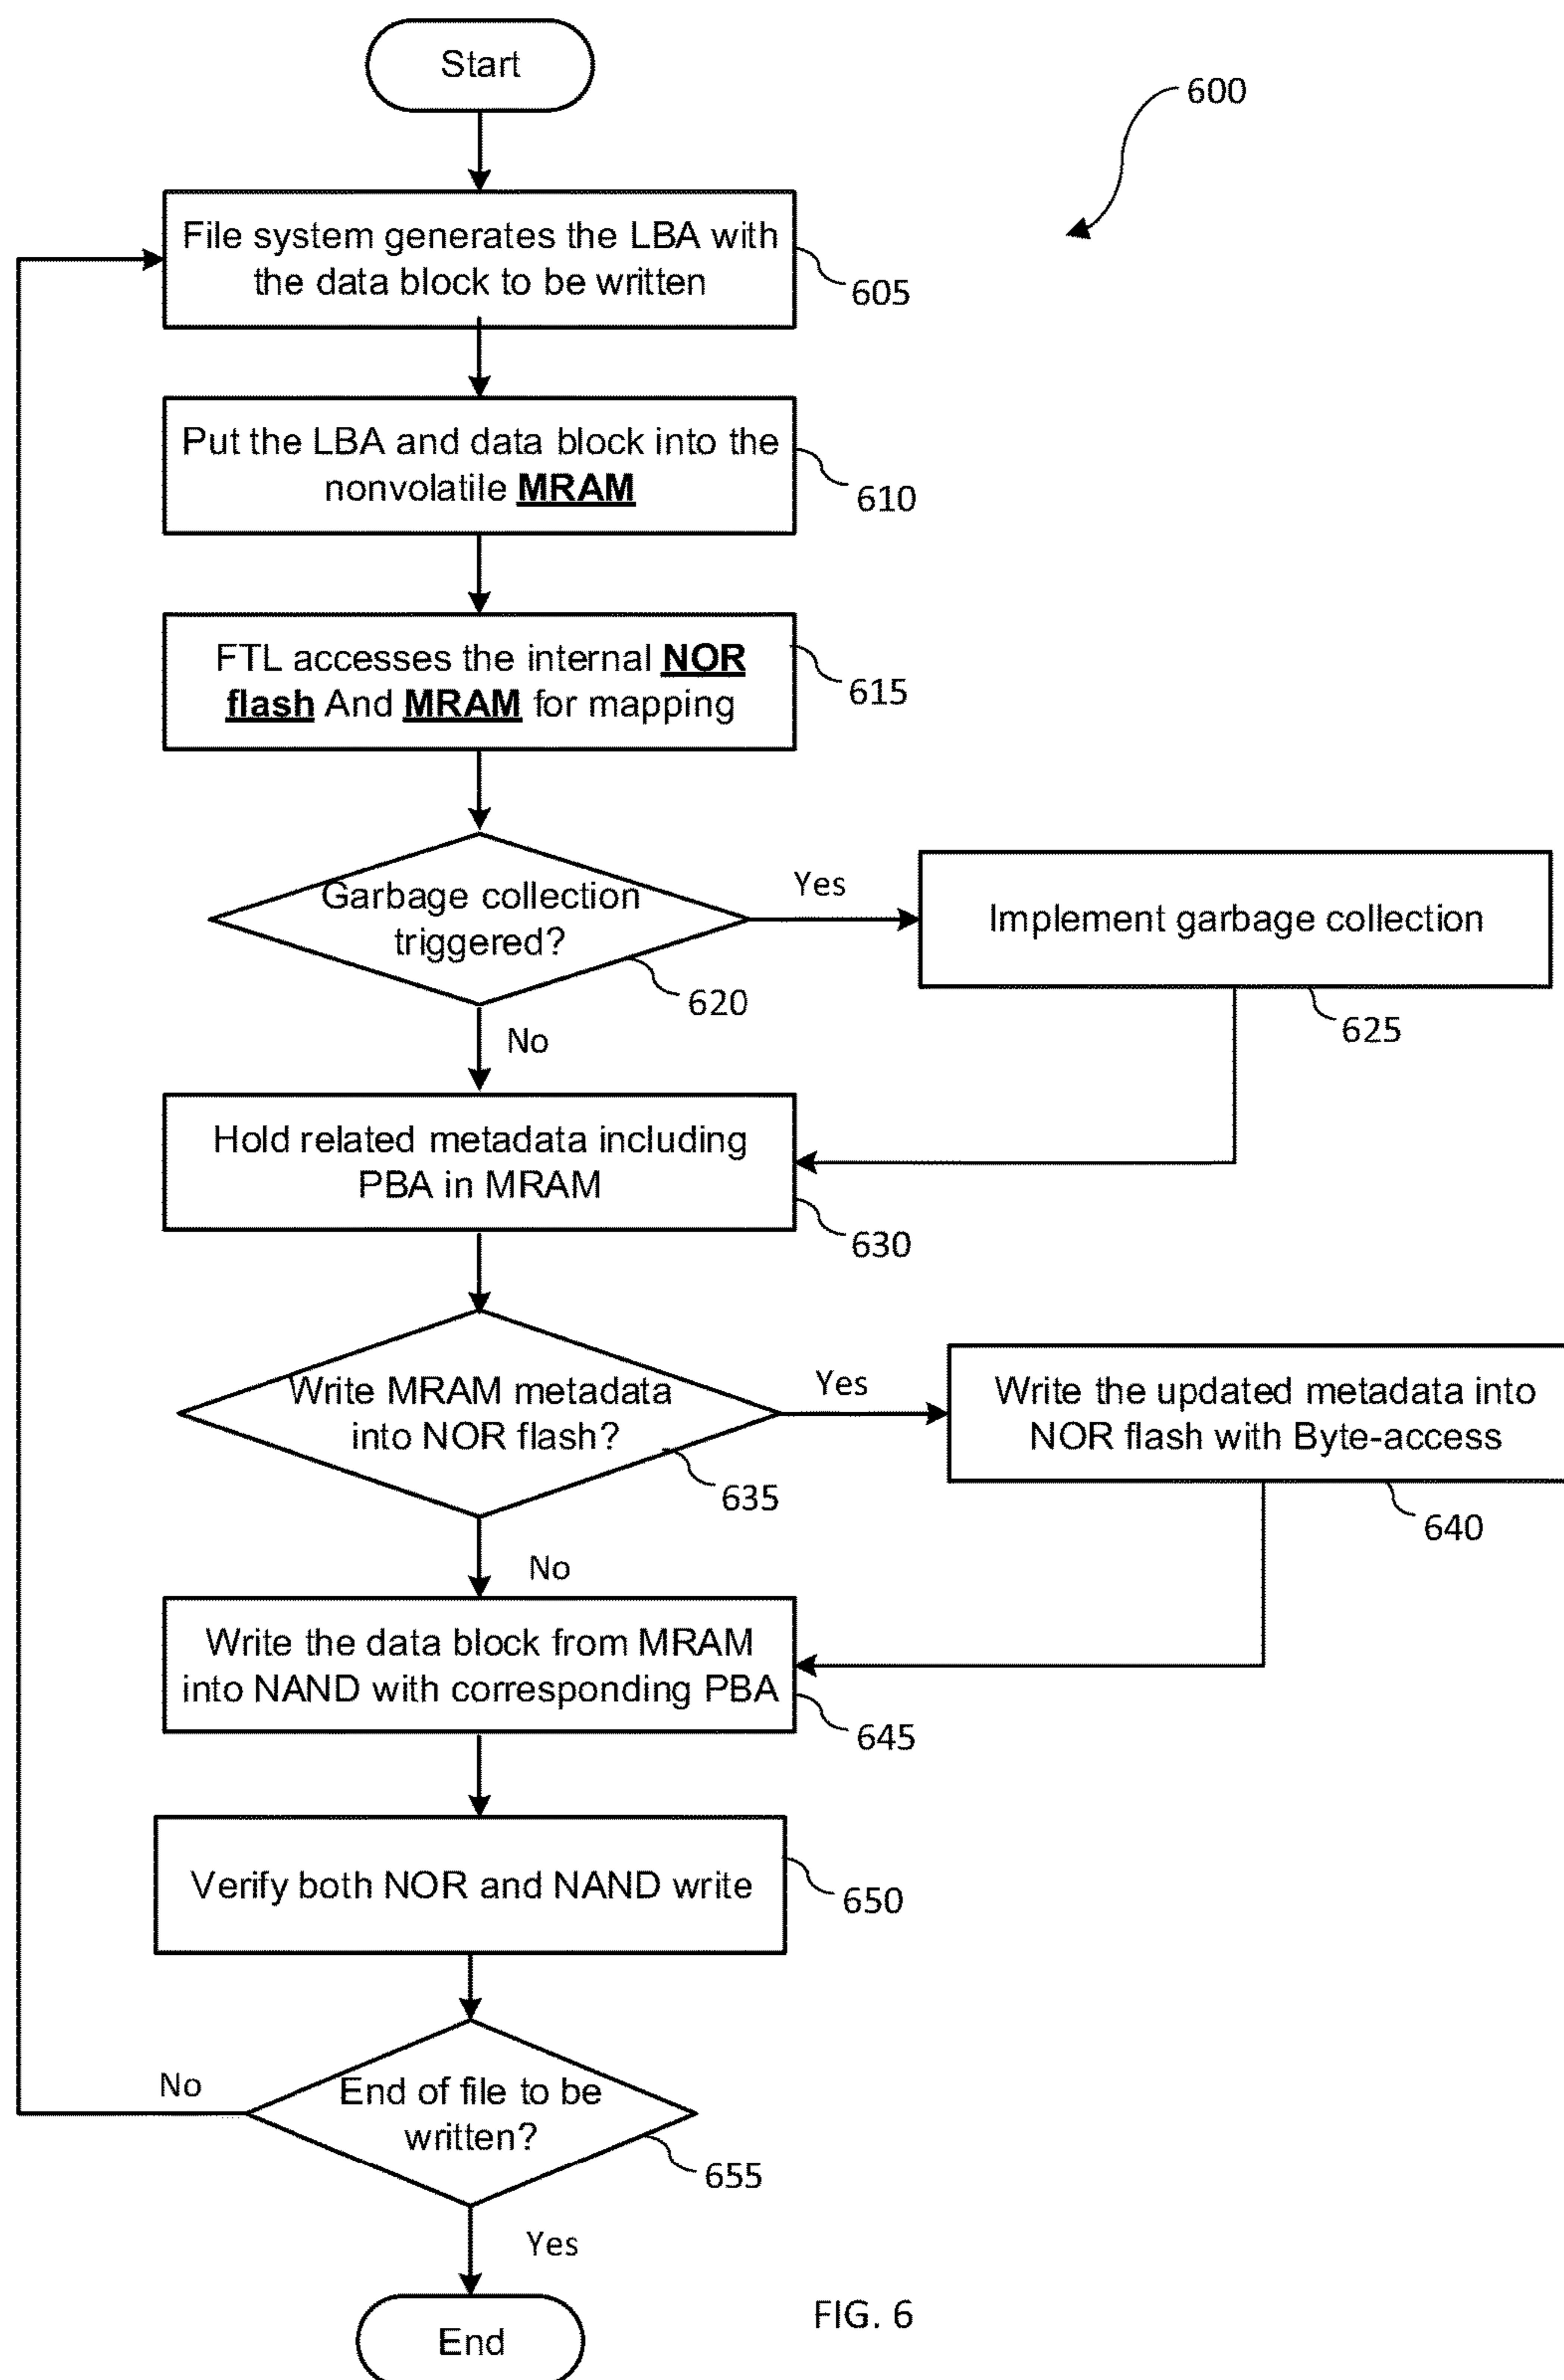 Start
600
File system generates the LBA with
the data block to be written
605
Put the LBA and data block into the
nonvolatile MRAM
610
FTL accesses the internal NOR
flash And MRAM for mapping
615
Garbage collection
triggered?
Yes
620
No
Implement garbage collection
625
Hold related metadata including
PBA in MRAM
630
Write MRAM metadata
into NOR flash?
Yes
635
No
Write the updated metadata into
NOR flash with Byte-access
640
Write the data block from MRAM
into NAND with corresponding PBA
645
Verify both NOR and NAND write
650
No
End of file to be
written?
655
Yes
End
FIG. 6